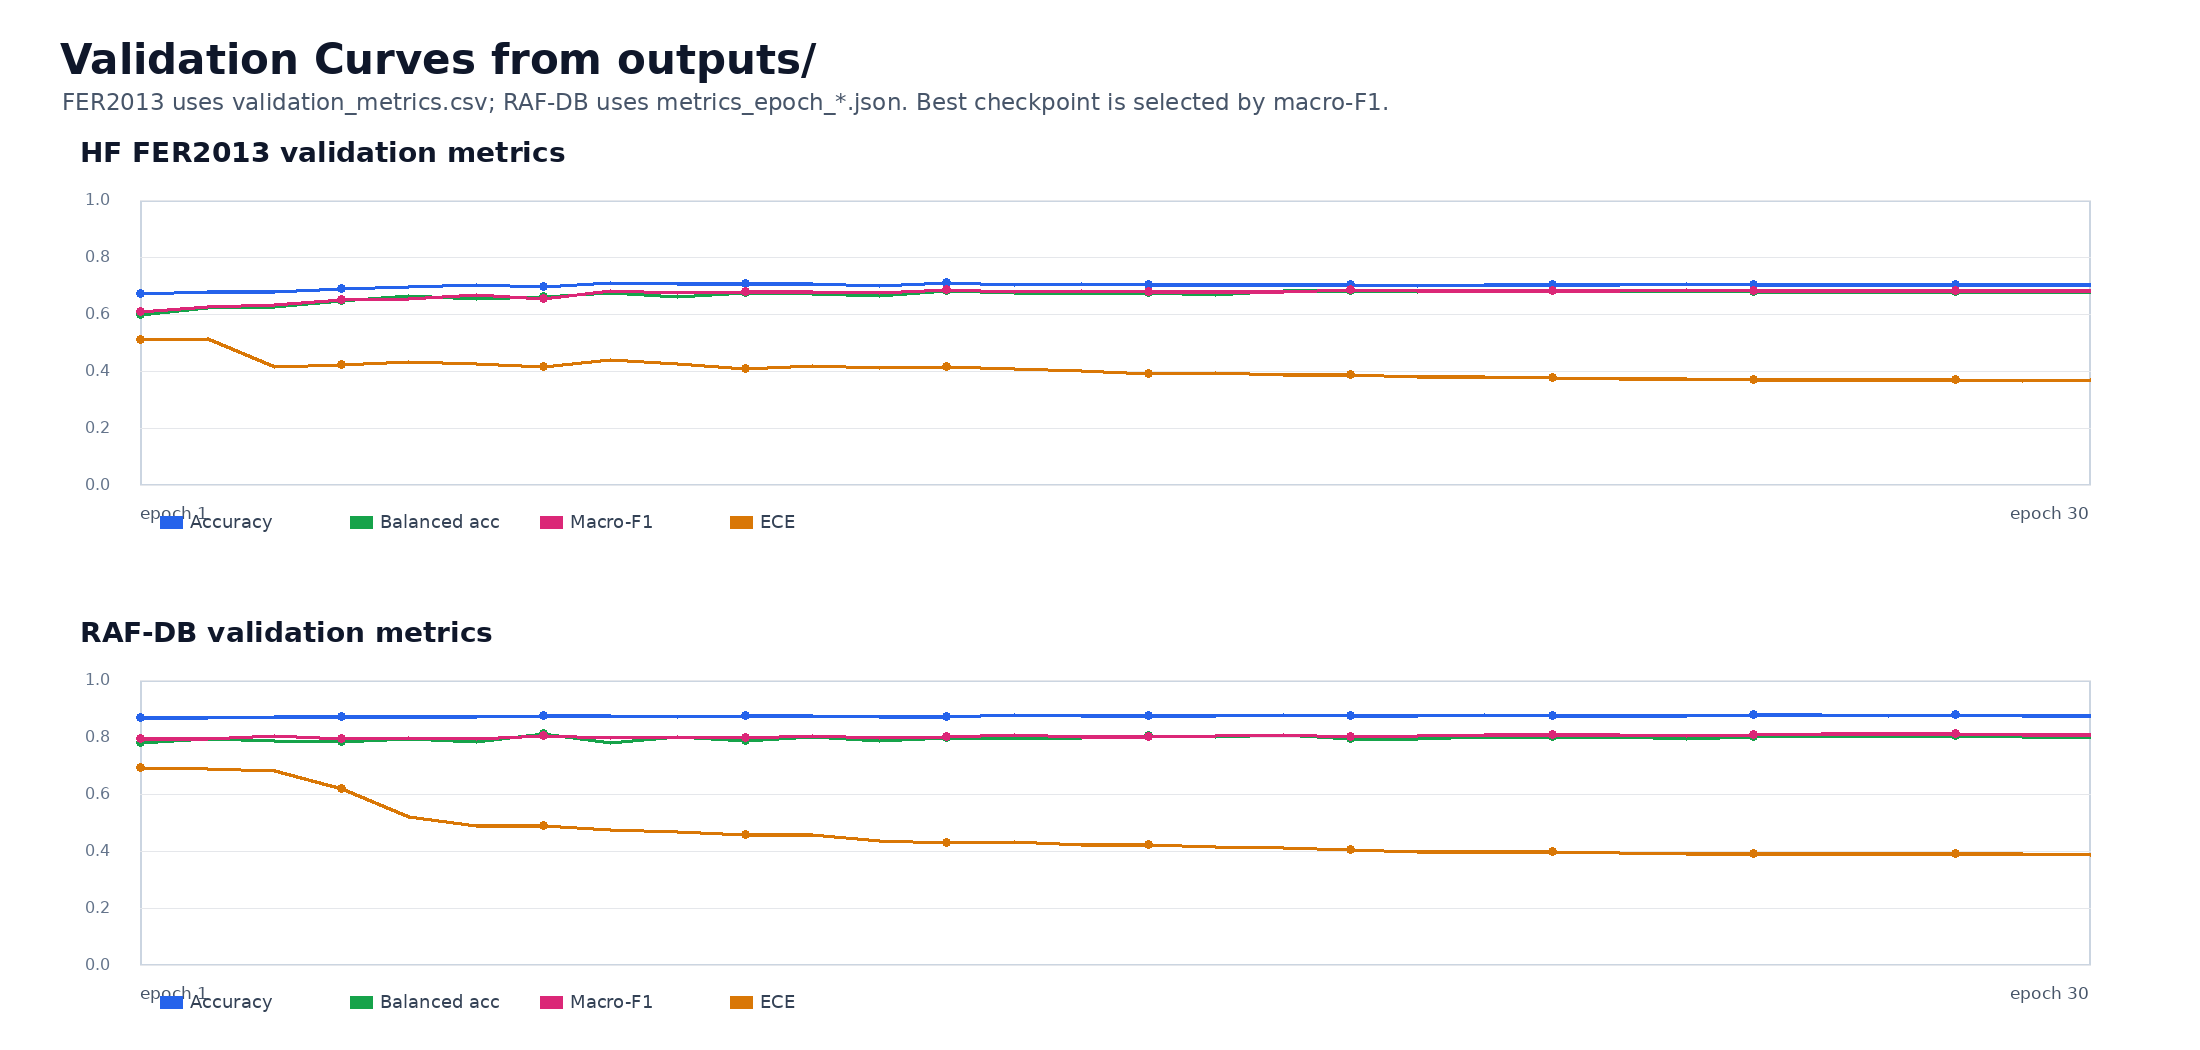 Validation Curves from outputs/
FER2013 uses validation_metrics.csv; RAF-DB uses metrics_epoch_*.json. Best checkpoint is selected by macro-F1.
HF FER2013 validation metrics
1.0
0.8
0.6
0.4
0.2
0.0
epoch 1
epoch 30
Accuracy
Balanced acc
Macro-F1
ECE
RAF-DB validation metrics
1.0
0.8
0.6
0.4
0.2
0.0
epoch 1
epoch 30
Accuracy
Balanced acc
Macro-F1
ECE